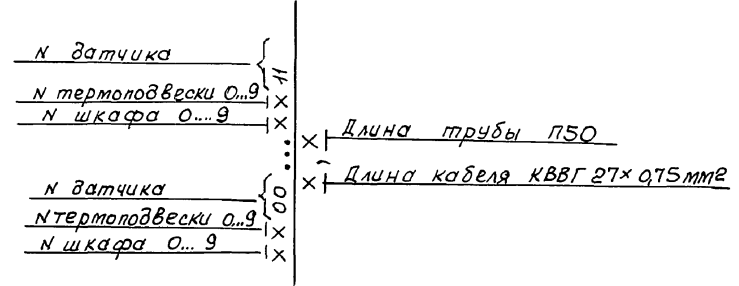 N датчика
11
N термоподвески 0...9 X
N шкафа 0....9 X
X Длина трубы П50
X Длина кабеля КВВГ 27×0,75мм2
N датчика
00
N термоподвески 0...9 X
N шкафа 0...9 X